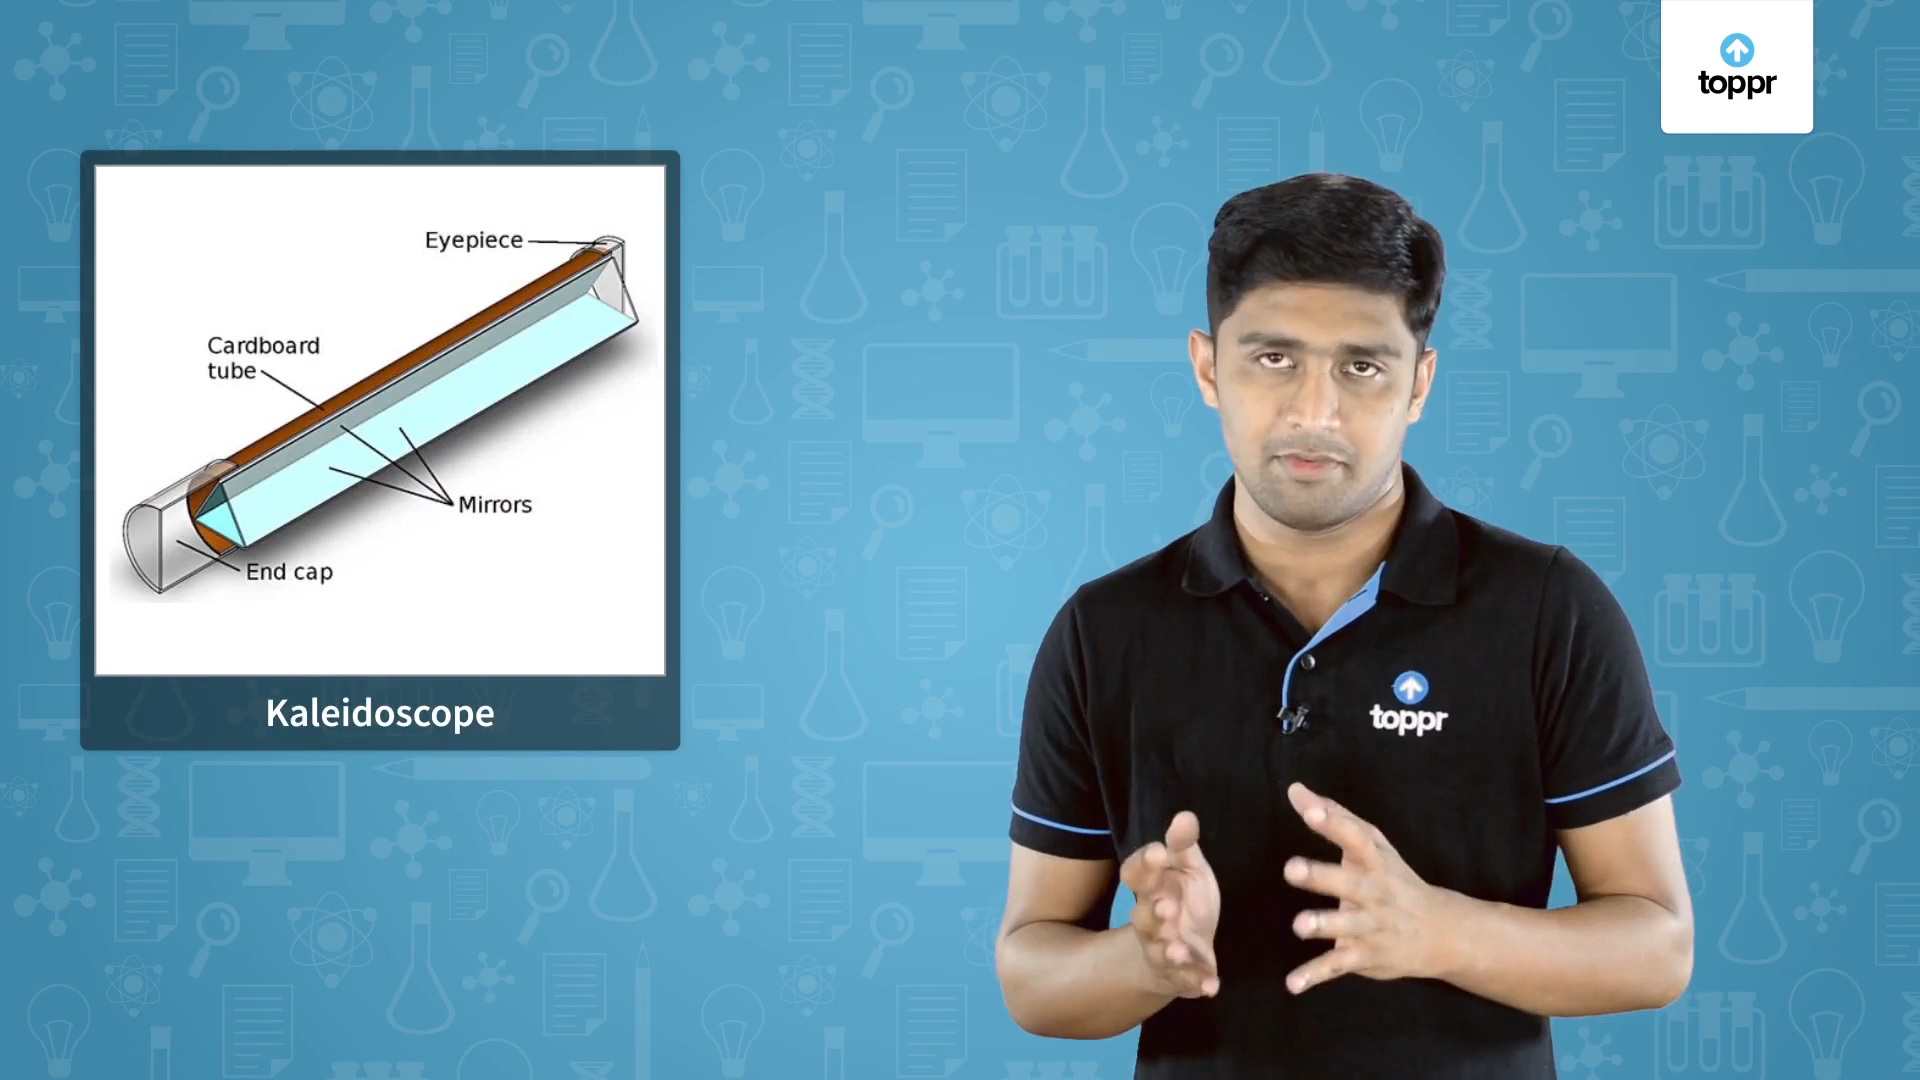 toppr
Eyepiece
Cardboard
tube
Mirrors
End cap
Kaleidoscope
toppr